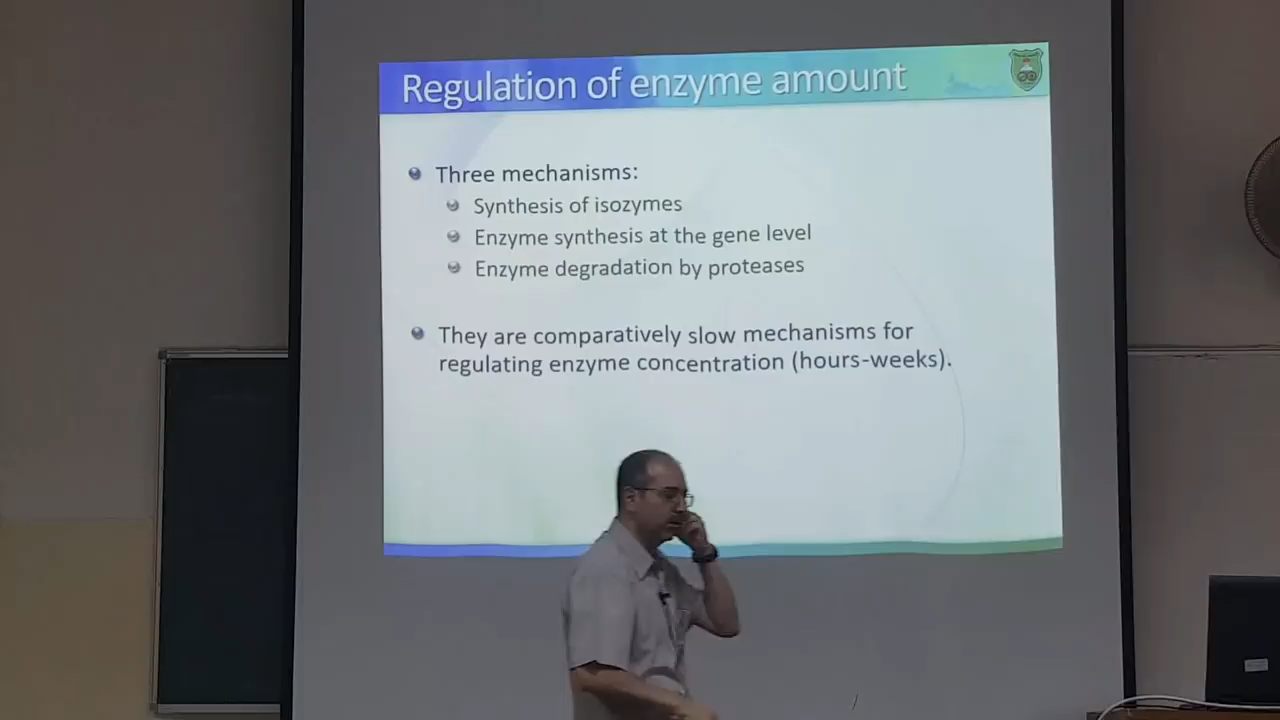 Regulation of enzyme amount
Three mechanisms:
Synthesis of isozymes
Enzyme synthesis at the gene level
Enzyme degradation by proteases
They are comparatively slow mechanisms for
regulating enzyme concentration (hours-weeks).